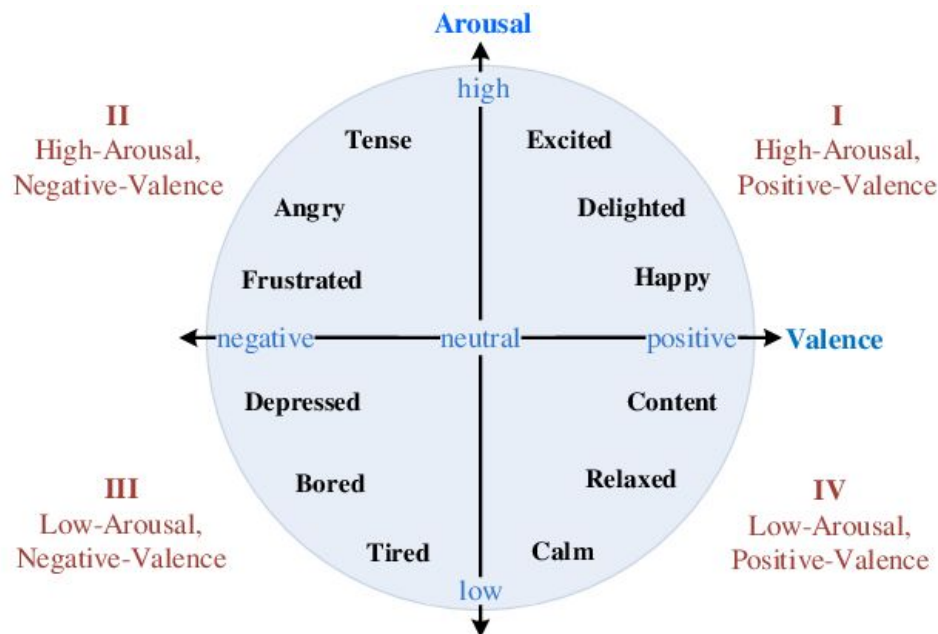 Arousal
high
II
High-Arousal,
Negative-Valence
I
High-Arousal,
Positive-Valence
Tense
Excited
Angry
Delighted
Frustrated
Happy
negative
neutral
positive
Valence
Depressed
Content
Bored
Relaxed
Tired
Calm
III
Low-Arousal,
Negative-Valence
IV
Low-Arousal,
Positive-Valence
low